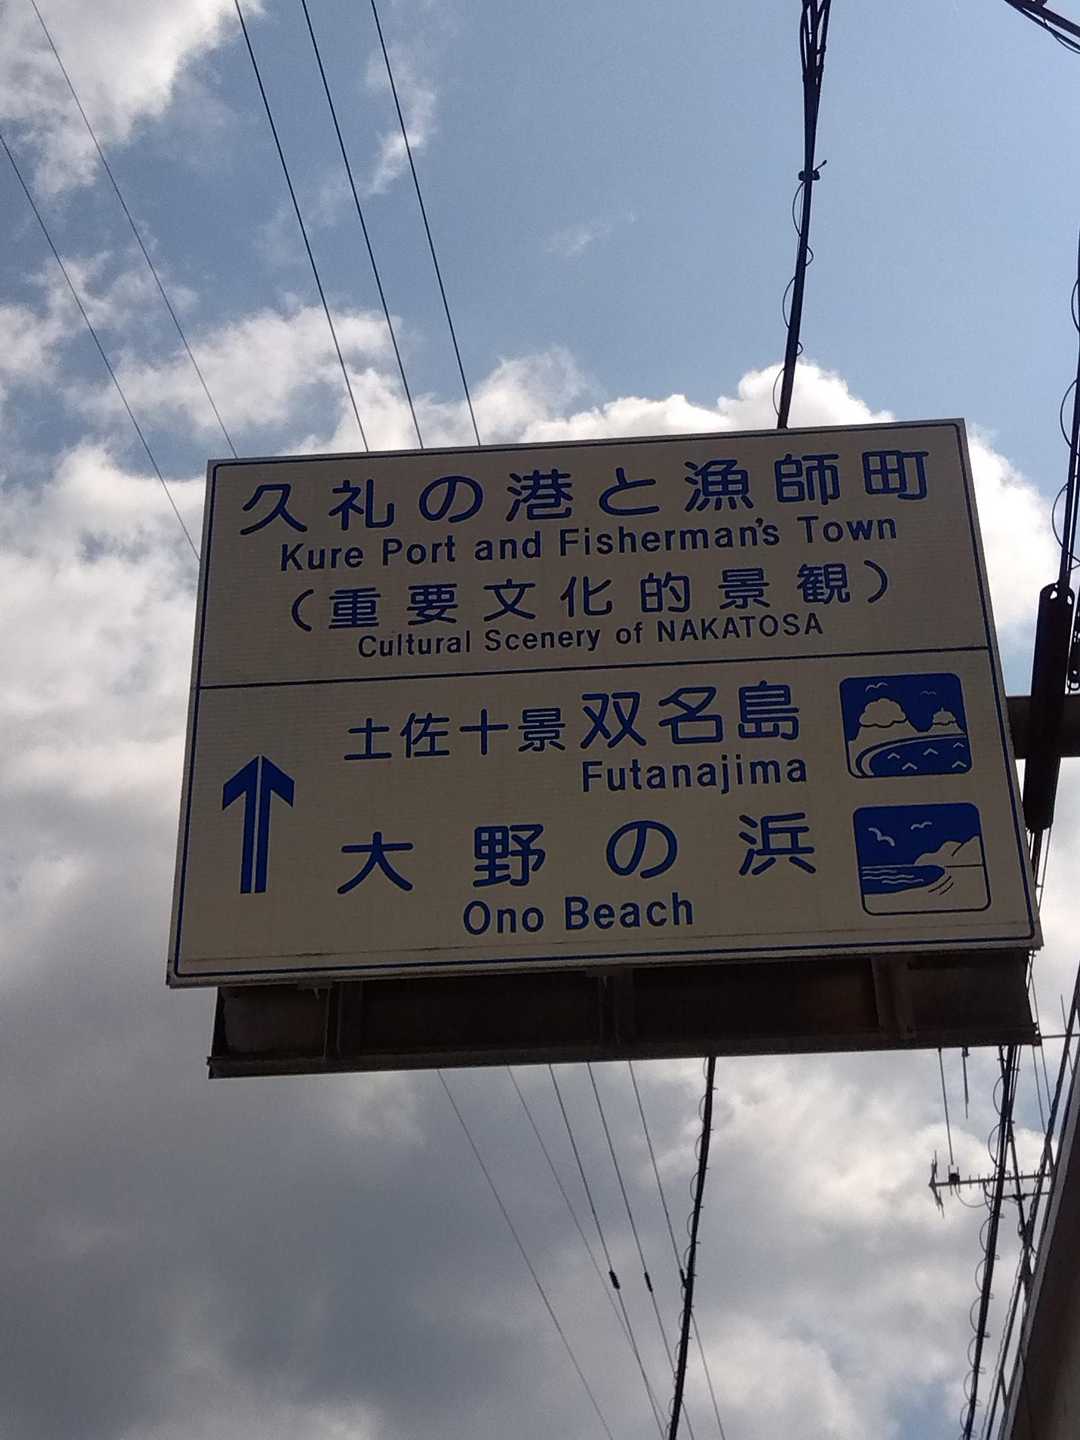 久礼の港と漁師町
Kure Port and Fisherman's Town
（重要文化的景観）
Cultural Scenery of NAKATOSA
土佐十景双名島
Futanajima
大野の浜
Ono Beach